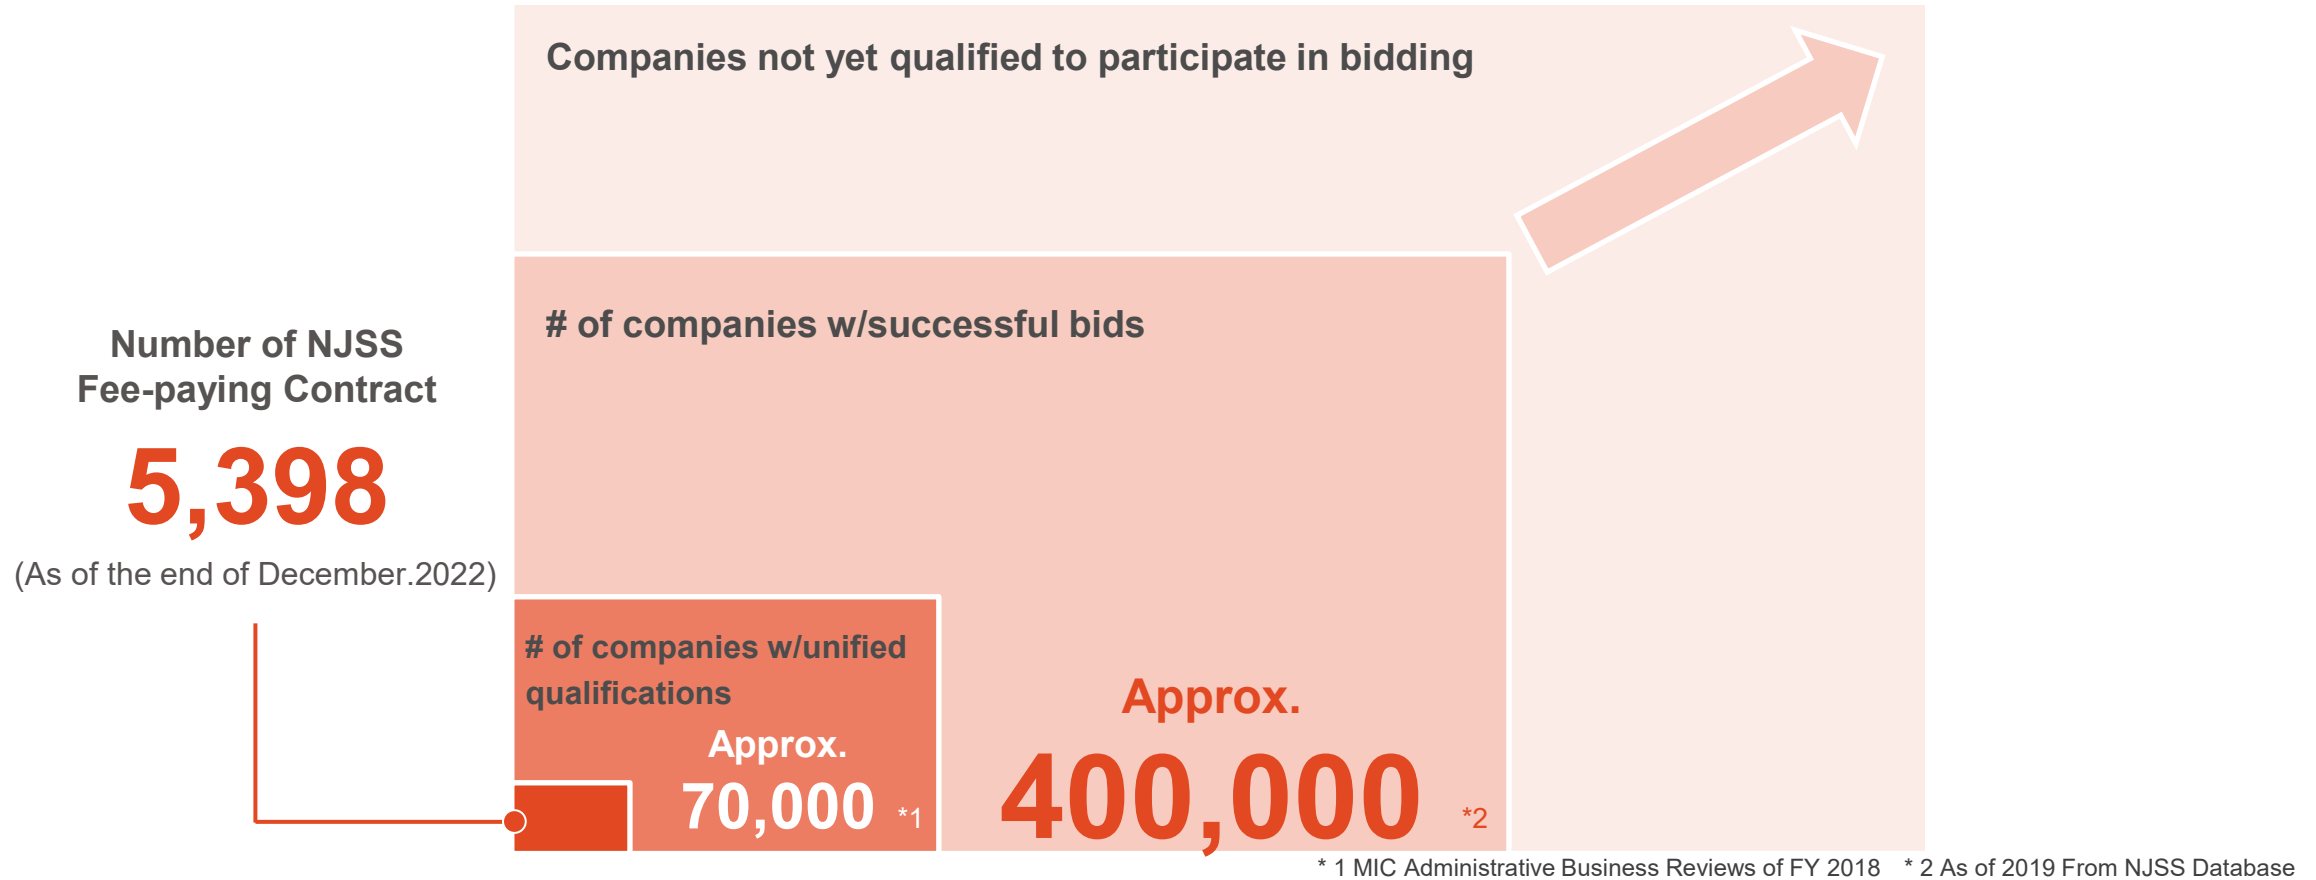 Companies not yet qualified to participate in bidding
# of companies w/successful bids
Number of NJSS
Fee-paying Contract
5,398
(As of the end of December.2022)
# of companies w/unified
qualifications
Approx.
70,000 *1
Approx.
400,000 *2
* 1 MIC Administrative Business Reviews of FY 2018 * 2 As of 2019 From NJSS Database